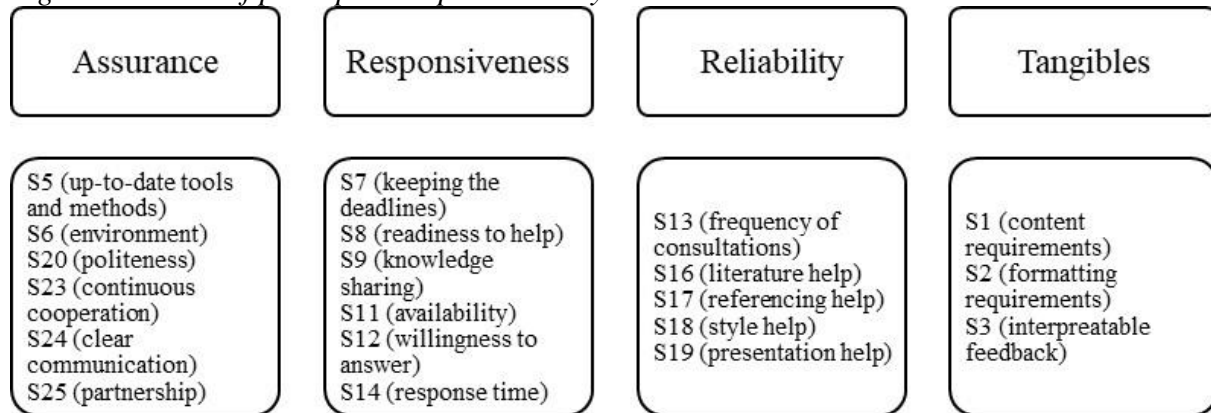 Assurance
Responsiveness
Reliability
Tangibles
S5 (up-to-date tools
and methods)
S6 (environment)
S20 (politeness)
S23 (continuous
cooperation)
S24 (clear
communication)
S25 (partnership)
S7 (keeping the
deadlines)
S8 (readiness to help)
S9 (knowledge
sharing)
S11 (availability)
S12 (willingness to
answer)
S14 (response time)
S13 (frequency of
consultations)
S16 (literature help)
S17 (referencing help)
S18 (style help)
S19 (presentation help)
S1 (content
requirements)
S2 (formatting
requirements)
S3 (interpreatable
feedback)